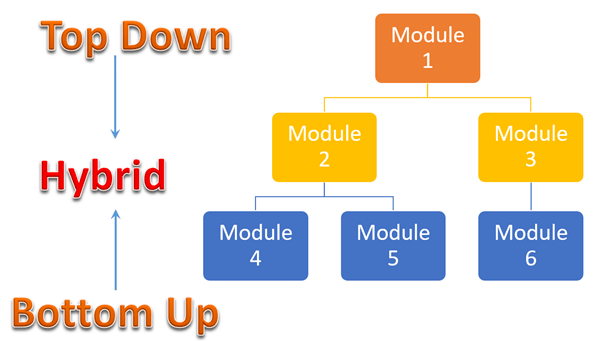 Top Down
Hybrid
Bottom Up
Module
1
Module
2
Module
3
Module
4
Module
5
Module
6